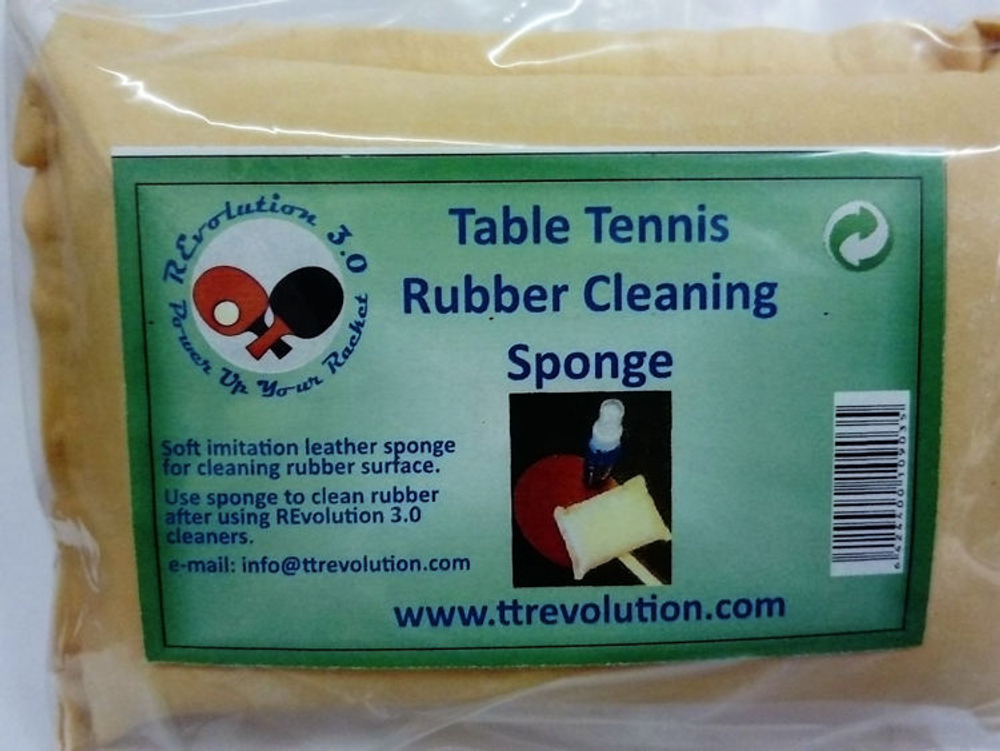 REvolution 3.0
Power Up Your Racket
Table Tennis
Rubber Cleaning
Sponge
Soft imitation leather sponge
for cleaning rubber surface.
Use sponge to clean rubber
after using REvolution 3.0
cleaners.
e-mail: info@ttrevolution.com
www.ttrevolution.com